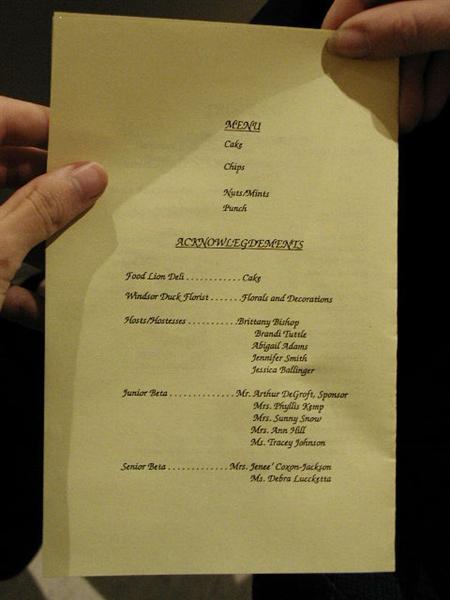 MENU
Cake
Chips
Nuts/Mints
Punch
ACKNOWLEGDEMENTS
Food Lion Deli . . . . . . . . . . . Cake
Windsor Duck Florist . . . . . . Florals and Decorations
Hosts/Hostesses . . . . . . . . . . Brittany Bishop
Brandi Tuttle
Abigail Adams
Jennifer Smith
Jessica Ballinger
Junior Beta . . . . . . . . . . . . . Mr. Arthur DeGroft, Sponsor
Mrs. Phyllis Kemp
Mrs. Sunny Snow
Mrs. Ann Hill
Ms. Tracey Johnson
Senior Beta . . . . . . . . . . . . Mrs. Jenee' Coxon-Jackson
Ms. Debra Luccketta